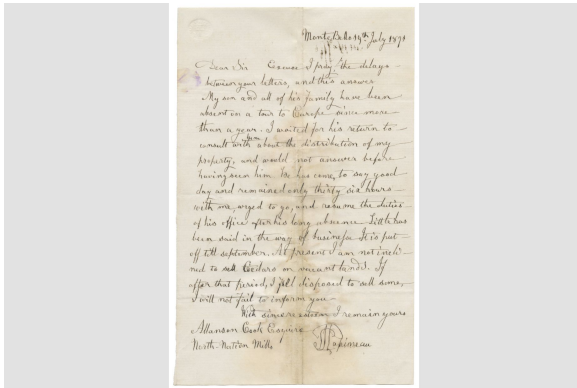 Monte Bello 19th July 1871
Dear Sir Excuse I pray the delays
between your letters, and this answer
My son and all of his family have been
absent on a tour to Europe since more
than a year. I waited for his return to
consult with him about the distribution of my
property, and would not answer before
having seen him. He has come, to say good
day and remained only thirty six hours
with me, urged to go, and resume the duties
of his office after his long absence. Little has
been said in the way of business. It is put
off till september. At present I am not incli-
ned to sell Cedars on vacant lands. If
after that period, I fell disposed to sell some,
I will not fail to inform you
With sincere esteem I remain yours
Allanson Cook Esquire
North-Nation Mills
LJPapineau